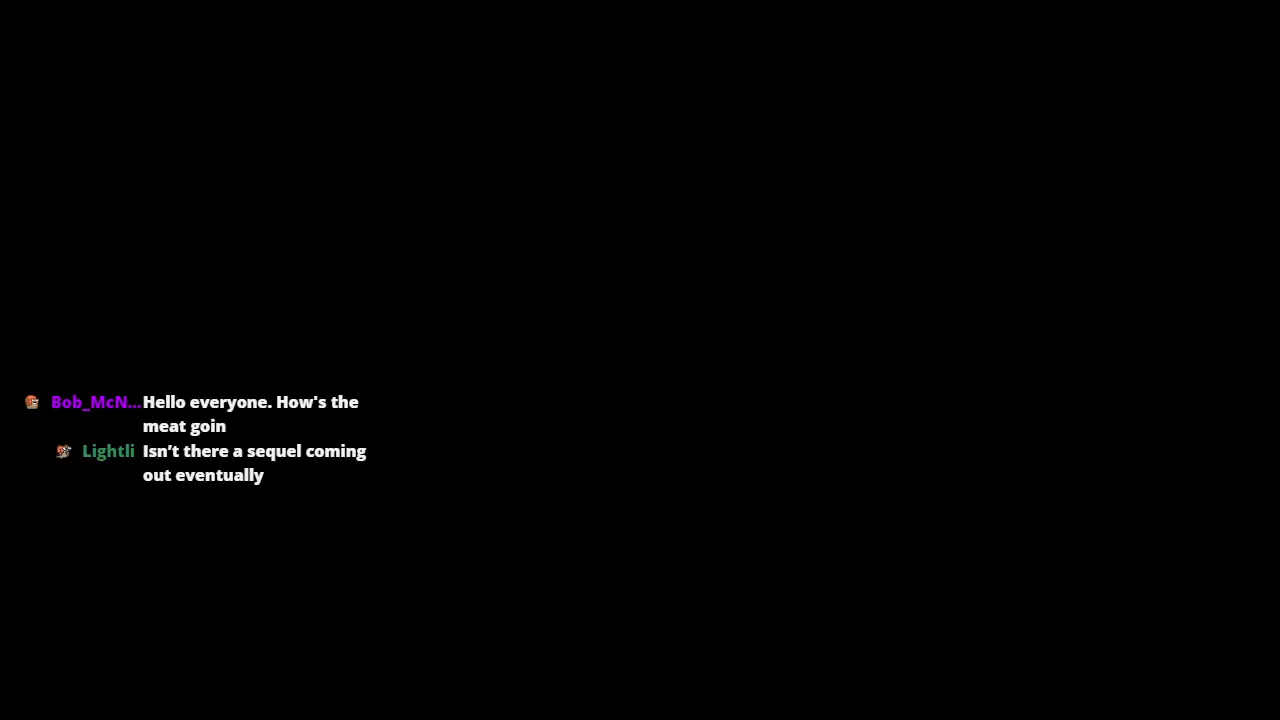 Bob_McN...Hello everyone. How's the
meat goin
Lightli Isn't there a sequel coming
out eventually